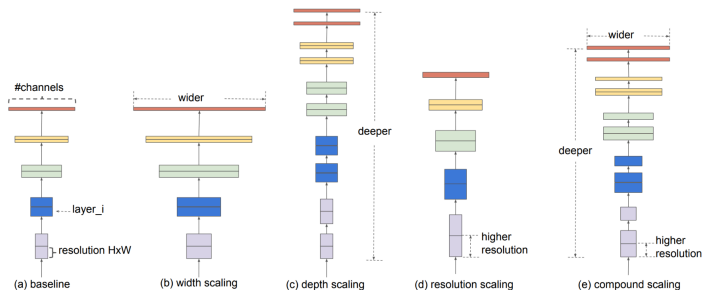 #channels
layer_i
resolution HxW
(a) baseline
wider
(b) width scaling
deeper
(c) depth scaling
higher
resolution
(d) resolution scaling
wider
deeper
higher
resolution
(e) compound scaling